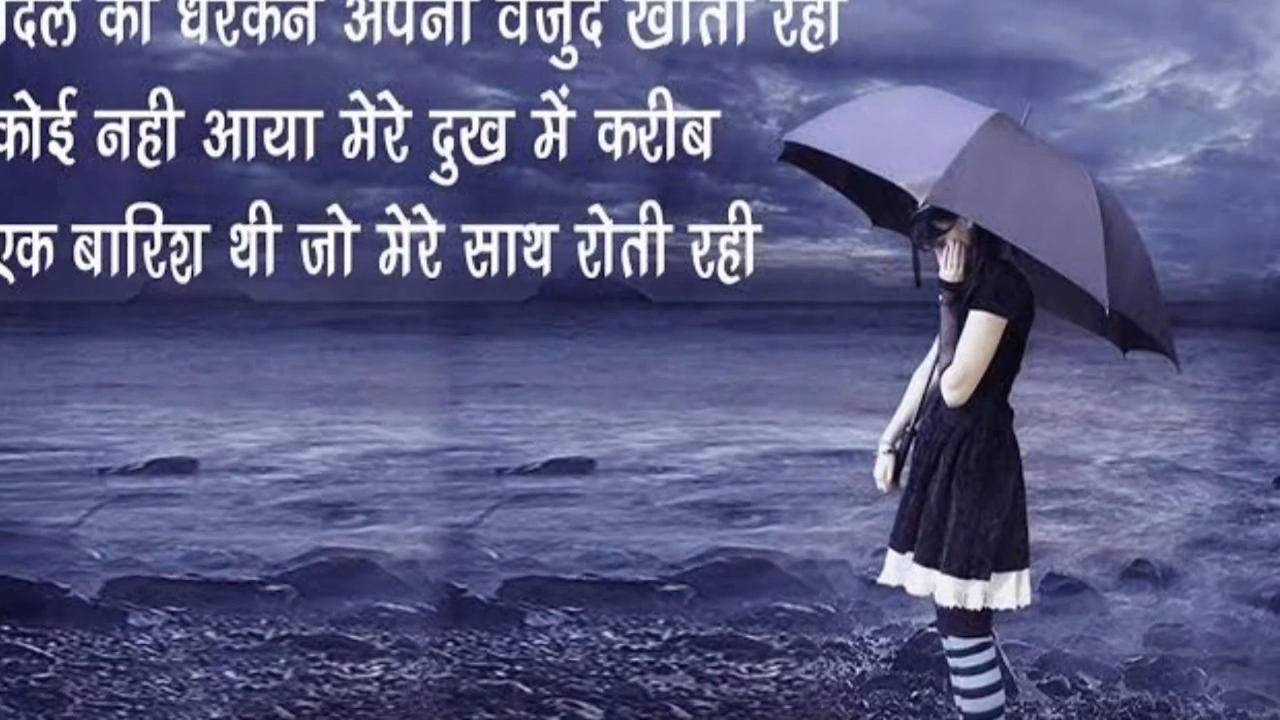 दिल की धरकन अपना वजुद खोती रही
कोई नही आया मेरे दुख में करीब
एक बारिश थी जो मेरे साथ रोती रही